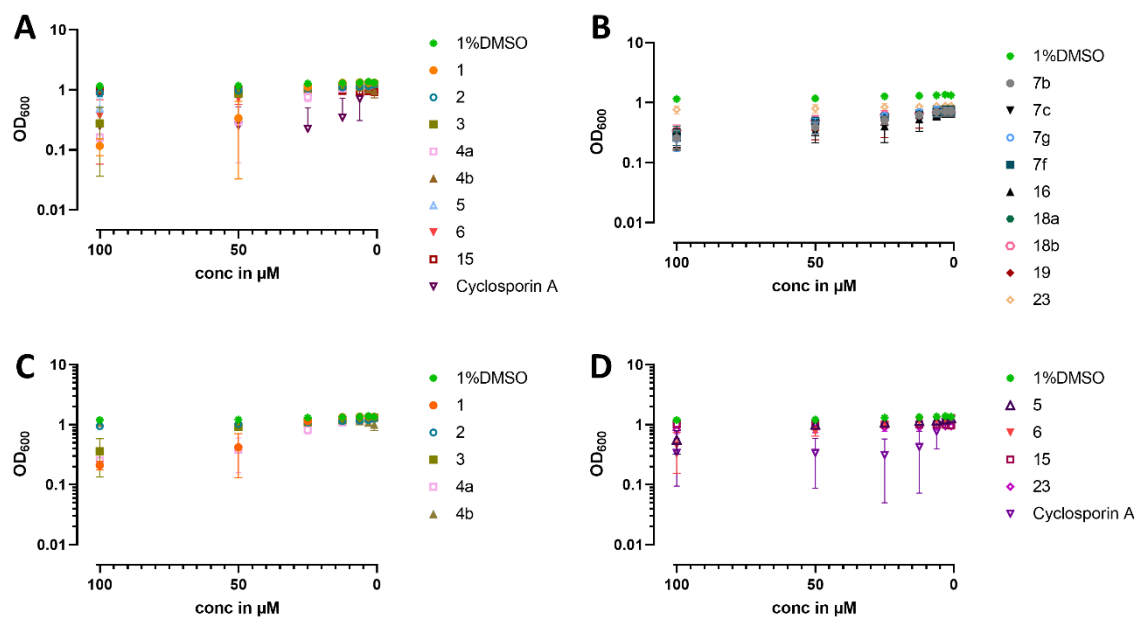 A
OD600
10
1
0.1
0.01
100
50
0
conc in µM
1%DMSO
1
2
3
4a
4b
5
6
15
Cyclosporin A
B
OD600
10
1
0.1
0.01
100
50
0
conc in µM
1%DMSO
7b
7c
7g
7f
16
18a
18b
19
23
C
OD600
10
1
0.1
0.01
100
50
0
conc in µM
1%DMSO
1
2
3
4a
4b
D
OD600
10
1
0.1
0.01
100
50
0
conc in µM
1%DMSO
5
6
15
23
Cyclosporin A